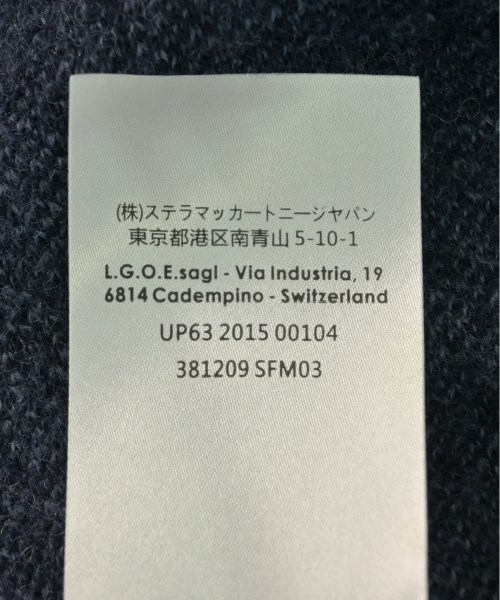 (株)ステラマッカートニージャパン
東京都港区南青山 5-10-1
L.G.O.E.sagl - Via Industria, 19
6814 Cadempino - Switzerland
UP63 2015 00104
381209 SFM03